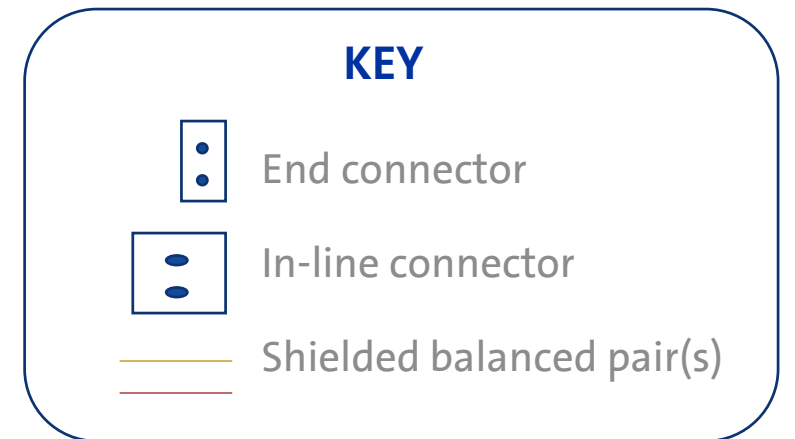 KEY
End connector
In-line connector
Shielded balanced pair(s)